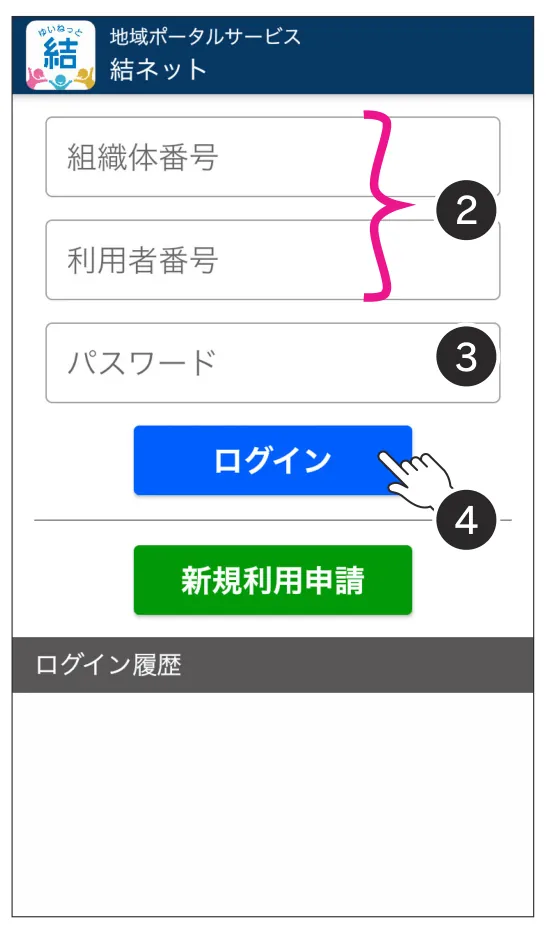 ゆいねっと
結
地域ポータルサービス
結ネット
組織体番号
利用者番号
2
パスワード
3
ログイン
4
新規利用申請
ログイン履歴